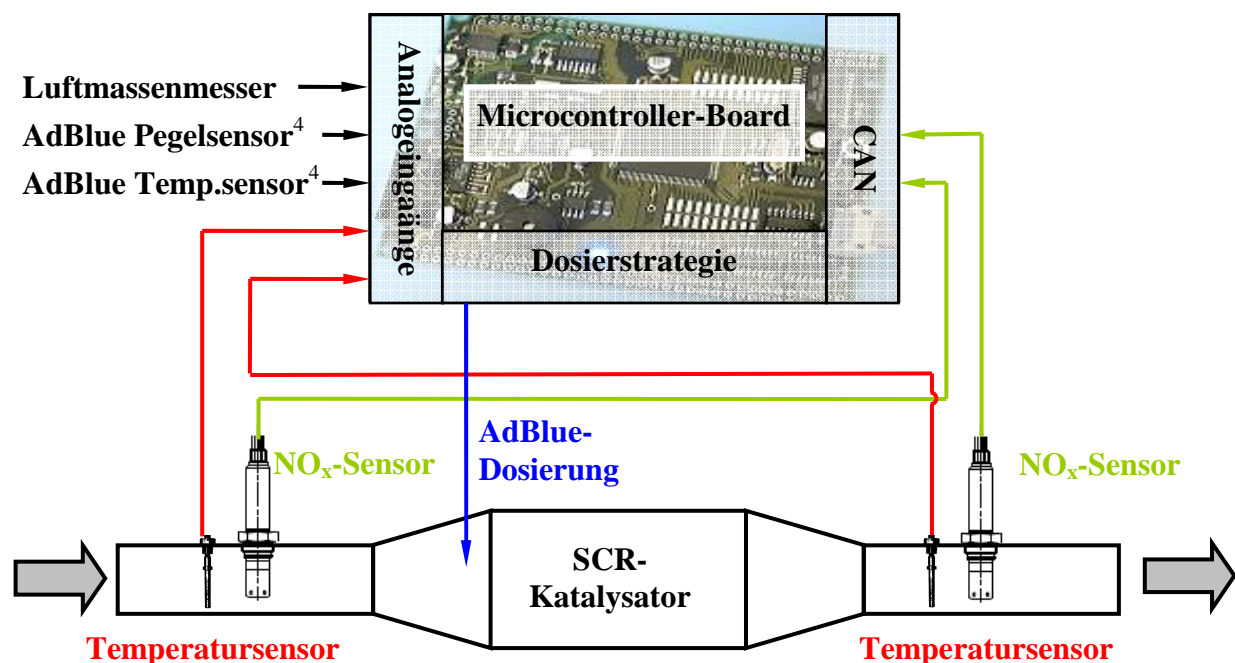 Luftmassenmesser
AdBlue Pegelsensor⁴
AdBlue Temp.sensor⁴
Analogeingaänge
Microcontroller-Board
CAN
Dosierstrategie
AdBlue-
Dosierung
NOₓ-Sensor
NOₓ-Sensor
SCR-
Katalysator
Temperatursensor
Temperatursensor